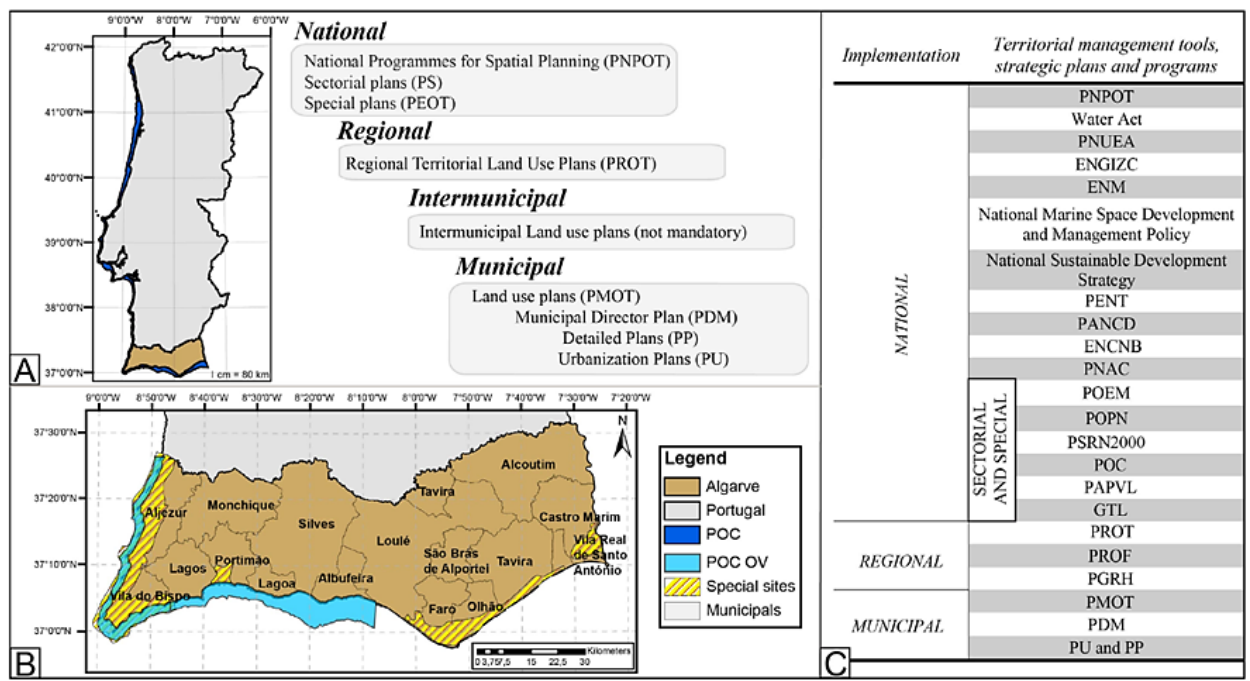 9°0'0"W 8°0'0"W 7°0'0"W 6°0'0"W
42°0'0"N
41°0'0"N
40°0'0"N
39°0'0"N
38°0'0"N
37°0'0"N
1 cm = 80 km
A
National
National Programmes for Spatial Planning (PNPOT)
Sectorial plans (PS)
Special plans (PEOT)
Regional
Regional Territorial Land Use Plans (PROT)
Intermunicipal
Intermunicipal Land use plans (not mandatory)
Municipal
Land use plans (PMOT)
Municipal Director Plan (PDM)
Detailed Plans (PP)
Urbanization Plans (PU)
9°0'0"W 8°50'0"W 8°40'0"W 8°30'0"W 8°20'0"W 8°10'0"W 8°0'0"W 7°50'0"W 7°40'0"W 7°30'0"W 7°20'0"W
37°30'0"N
37°20'0"N
37°10'0"N
37°0'0"N
N
Alcoutim
Tavira
Monchique
Aljezur
Silves
Castro Marim
Loulé
Vila Real
de Santo
António
São Brás
de Alportel
Tavira
Portimão
Lagos
Lagoa
Albufeira
Vila do Bispo
Faro
Olhão
Kilometers
0 3,75 7,5 15 22,5 30
B
Legend
Algarve
Portugal
POC
POC OV
Special sites
Municipals
Implementation
Territorial management tools,
strategic plans and programs
NATIONAL
PNPOT
Water Act
PNUEA
ENGIZC
ENM
National Marine Space Development
and Management Policy
National Sustainable Development
Strategy
PENT
PANCD
ENCNB
PNAC
SECTORIAL
AND SPECIAL
POEM
POPN
PSRN2000
POC
PAPVL
GTL
REGIONAL
PROT
PROF
PGRH
MUNICIPAL
PMOT
PDM
PU and PP
C